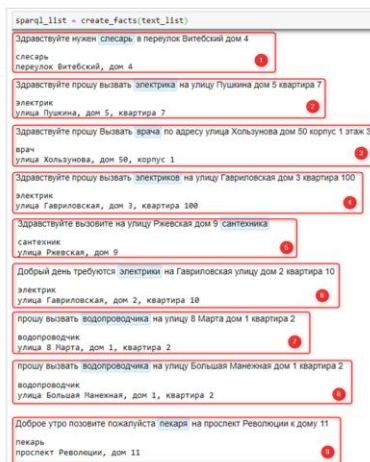 sparql_list = create_facts(text_list)
Здравствуйте нужен слесарь в переулок Витебский дом 4
слесарь
переулок Витебский, дом 4
1
Здравствуйте прошу вызвать электрика на улицу Пушкина дом 5 квартира 7
электрик
улица Пушкина, дом 5, квартира 7
2
Здравствуйте прошу Вызвать врача по адресу улица Хользунова дом 50 корпус 1 этаж 3
врач
улица Хользунова, дом 50, корпус 1
3
Здравствуйте прошу вызвать электриков на улицу Гавриловская дом 3 квартира 100
электрик
улица Гавриловская, дом 3, квартира 100
4
Здравствуйте вызовите на улицу Ржевская дом 9 сантехника
сантехник
улица Ржевская, дом 9
5
Добрый день требуются электрики на Гавриловская улицу дом 2 квартира 10
электрик
улица Гавриловская, дом 2, квартира 10
6
прошу вызвать водопроводчика на улицу 8 Марта дом 1 квартира 2
водопроводчик
улица 8 Марта, дом 1, квартира 2
7
прошу вызвать водопроводчика на улицу Большая Манежная дом 1 квартира 2
водопроводчик
улица Большая Манежная, дом 1, квартира 2
8
Доброе утро позовите пожалуйста пекаря на проспект Революции к дому 11
пекарь
проспект Революции, дом 11
9